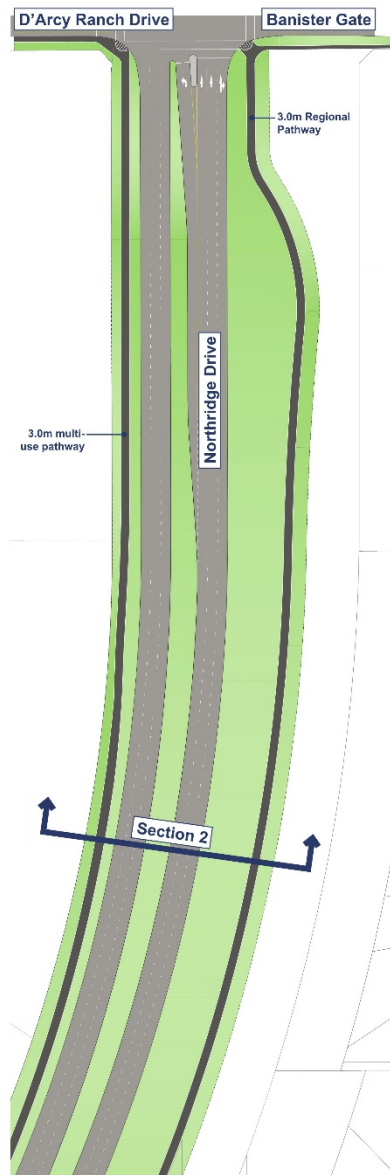 D'Arcy Ranch Drive
Banister Gate
3.0m Regional
Pathway
Northridge Drive
3.0m multi-
use pathway
Section 2